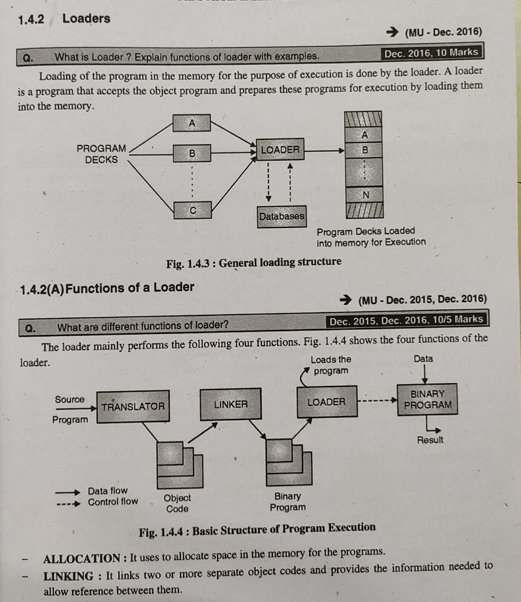 1.4.2 Loaders
➔ (MU - Dec. 2016)
Q. What is Loader ? Explain functions of loader with examples. Dec. 2016, 10 Marks
Loading of the program in the memory for the purpose of execution is done by the loader. A loader
is a program that accepts the object program and prepares these programs for execution by loading them
into the memory.
PROGRAM
DECKS
A
B
C
LOADER
Databases
A
B
N
Program Decks Loaded
into memory for Execution
Fig. 1.4.3 : General loading structure
1.4.2(A) Functions of a Loader
➔ (MU - Dec. 2015, Dec. 2016)
Q. What are different functions of loader? Dec. 2015, Dec. 2016, 10/5 Marks
The loader mainly performs the following four functions. Fig. 1.4.4 shows the four functions of the
loader.
Source
Program
TRANSLATOR
LINKER
Loads the
program
LOADER
Data
BINARY
PROGRAM
Result
Data flow
Control flow
Object
Code
Binary
Program
Fig. 1.4.4 : Basic Structure of Program Execution
– ALLOCATION : It uses to allocate space in the memory for the programs.
– LINKING : It links two or more separate object codes and provides the information needed to
allow reference between them.